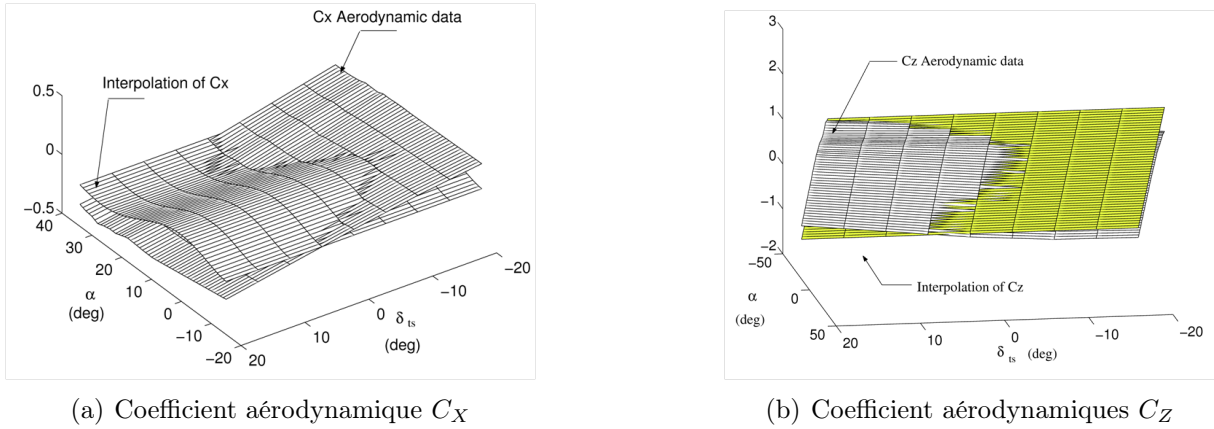 Cx Aerodynamic data
Interpolation of Cx
0.5
0
−0.5
40
30
20
10
0
−10
−20
α
(deg)
20
10
0
−10
−20
δ ts
(deg)
(a) Coefficient aérodynamique C_X
3
2
1
0
−1
−2
Cz Aerodynamic data
Interpolation of Cz
−50
0
50
α
(deg)
20
10
0
−10
−20
δ ts (deg)
(b) Coefficient aérodynamiques C_Z